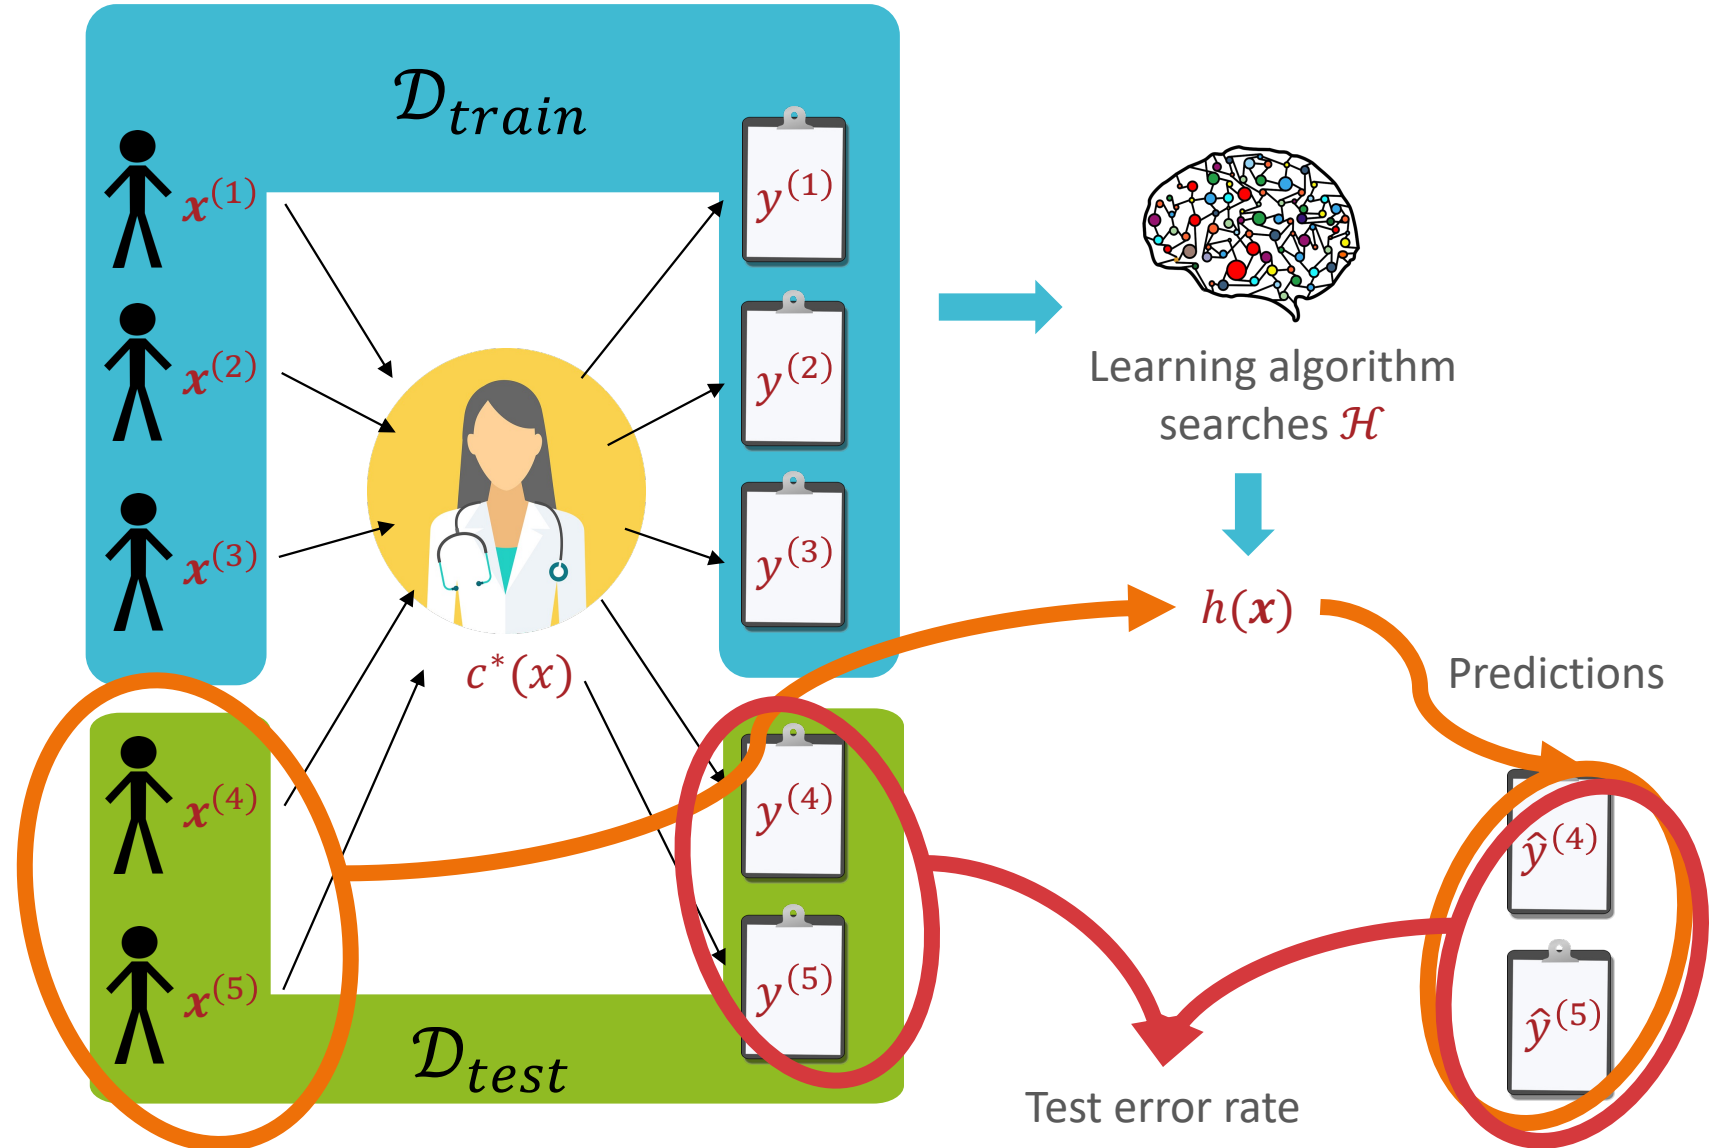 𝒟_train
x^(1)
y^(1)
x^(2)
y^(2)
x^(3)
y^(3)
Learning algorithm
searches ℋ
h(x)
c*(x)
Predictions
x^(4)
y^(4)
ŷ^(4)
x^(5)
y^(5)
ŷ^(5)
𝒟_test
Test error rate